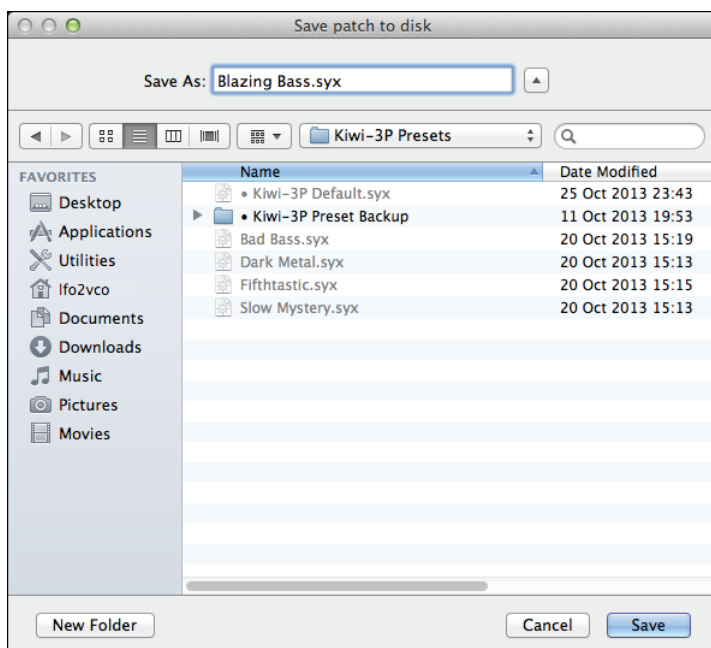 Save patch to disk
Save As: Blazing Bass.syx
Kiwi-3P Presets
FAVORITES
Desktop
Applications
Utilities
lfo2vco
Documents
Downloads
Music
Pictures
Movies
Name Date Modified
• Kiwi-3P Default.syx 25 Oct 2013 23:43
• Kiwi-3P Preset Backup 11 Oct 2013 19:53
Bad Bass.syx 20 Oct 2013 15:19
Dark Metal.syx 20 Oct 2013 15:13
Fifthtastic.syx 20 Oct 2013 15:15
Slow Mystery.syx 20 Oct 2013 15:13
New Folder Cancel Save